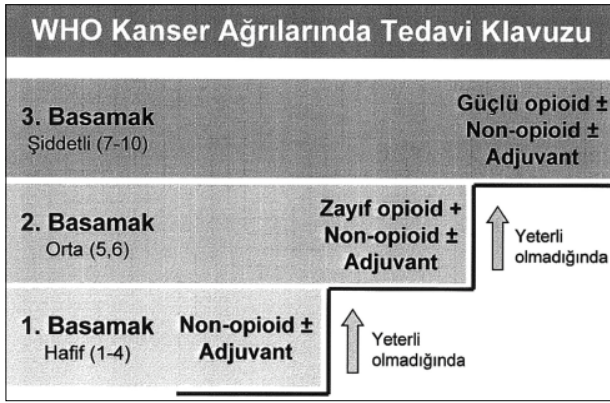 WHO Kanser Ağrılarında Tedavi Klavuzu
3. Basamak
Şiddetli (7-10)
Güçlü opioid ±
Non-opioid ±
Adjuvant
2. Basamak
Orta (5,6)
Zayıf opioid +
Non-opioid ±
Adjuvant
Yeterli
olmadığında
1. Basamak
Hafif (1-4)
Non-opioid ±
Adjuvant
Yeterli
olmadığında